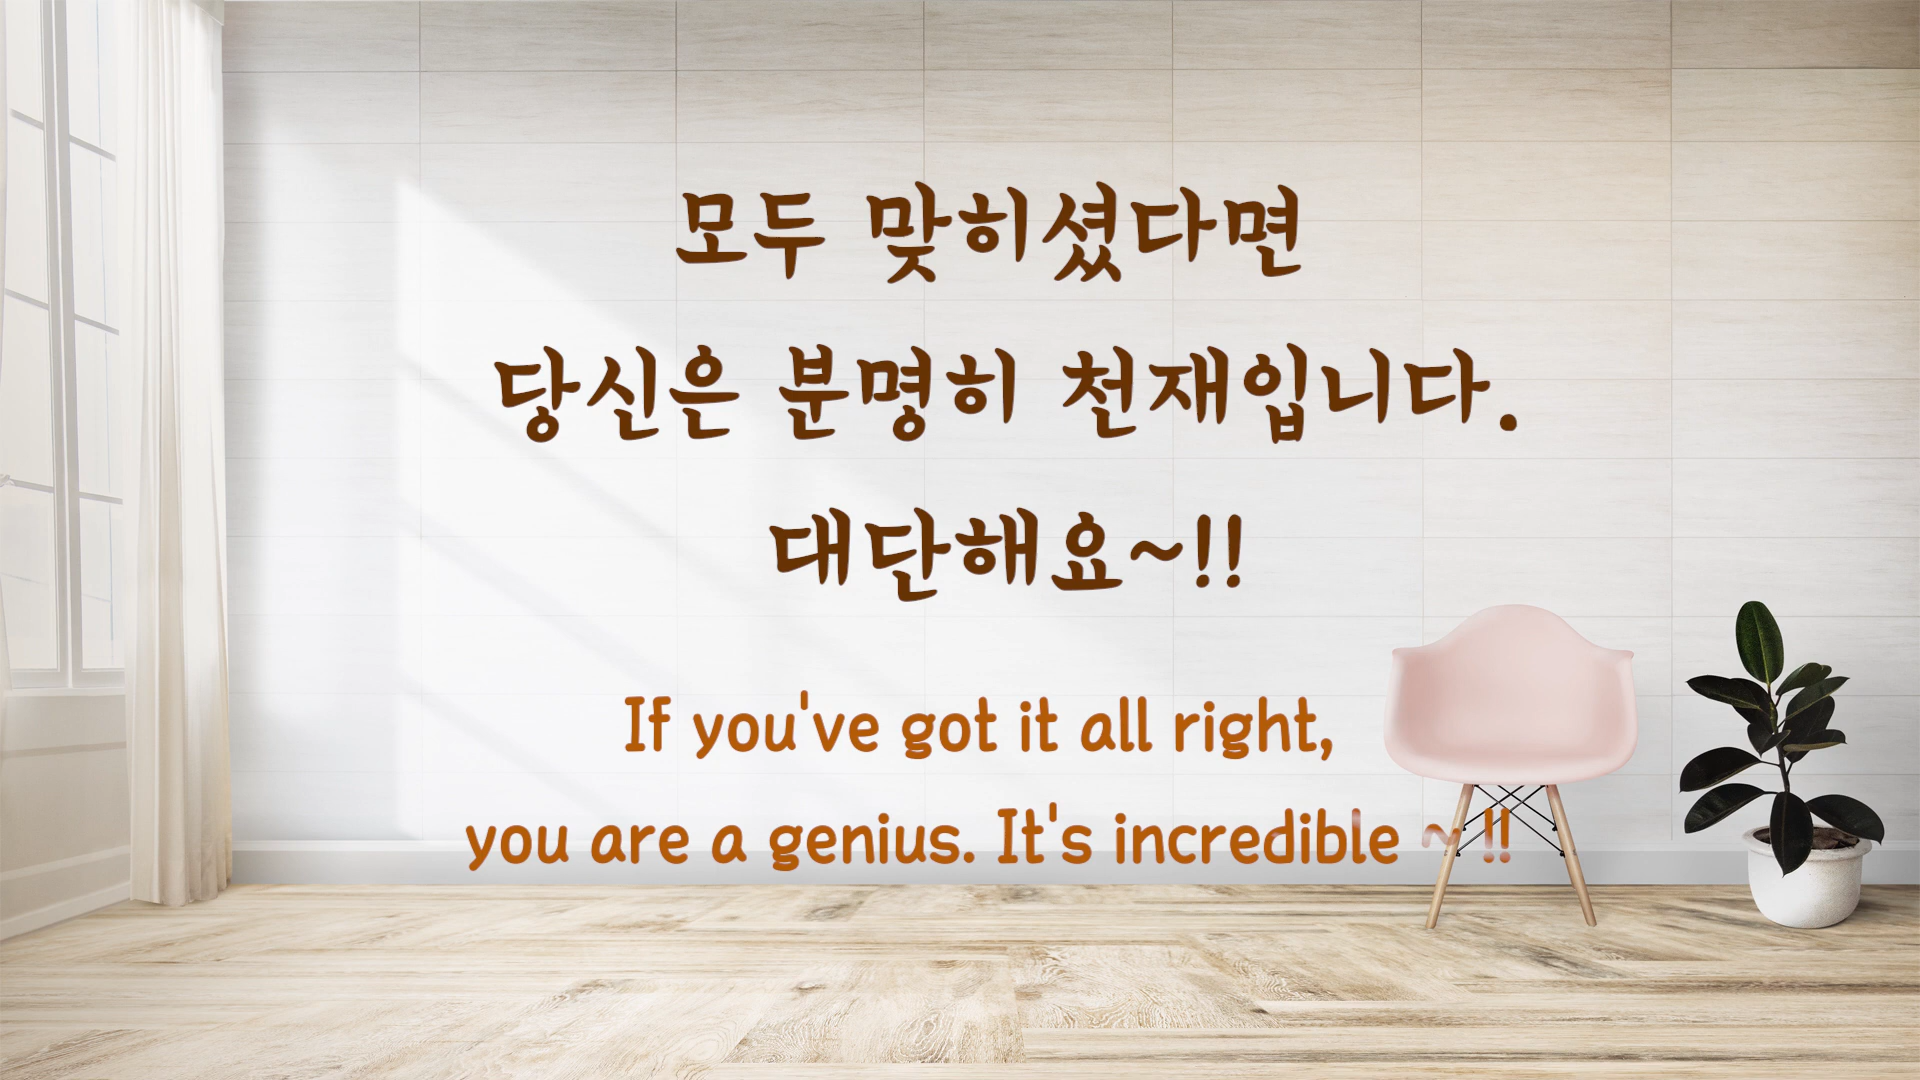 모두 맞히셨다면
당신은 분명히 천재입니다.
대단해요~!!
If you've got it all right,
you are a genius. It's incredible ~ !!